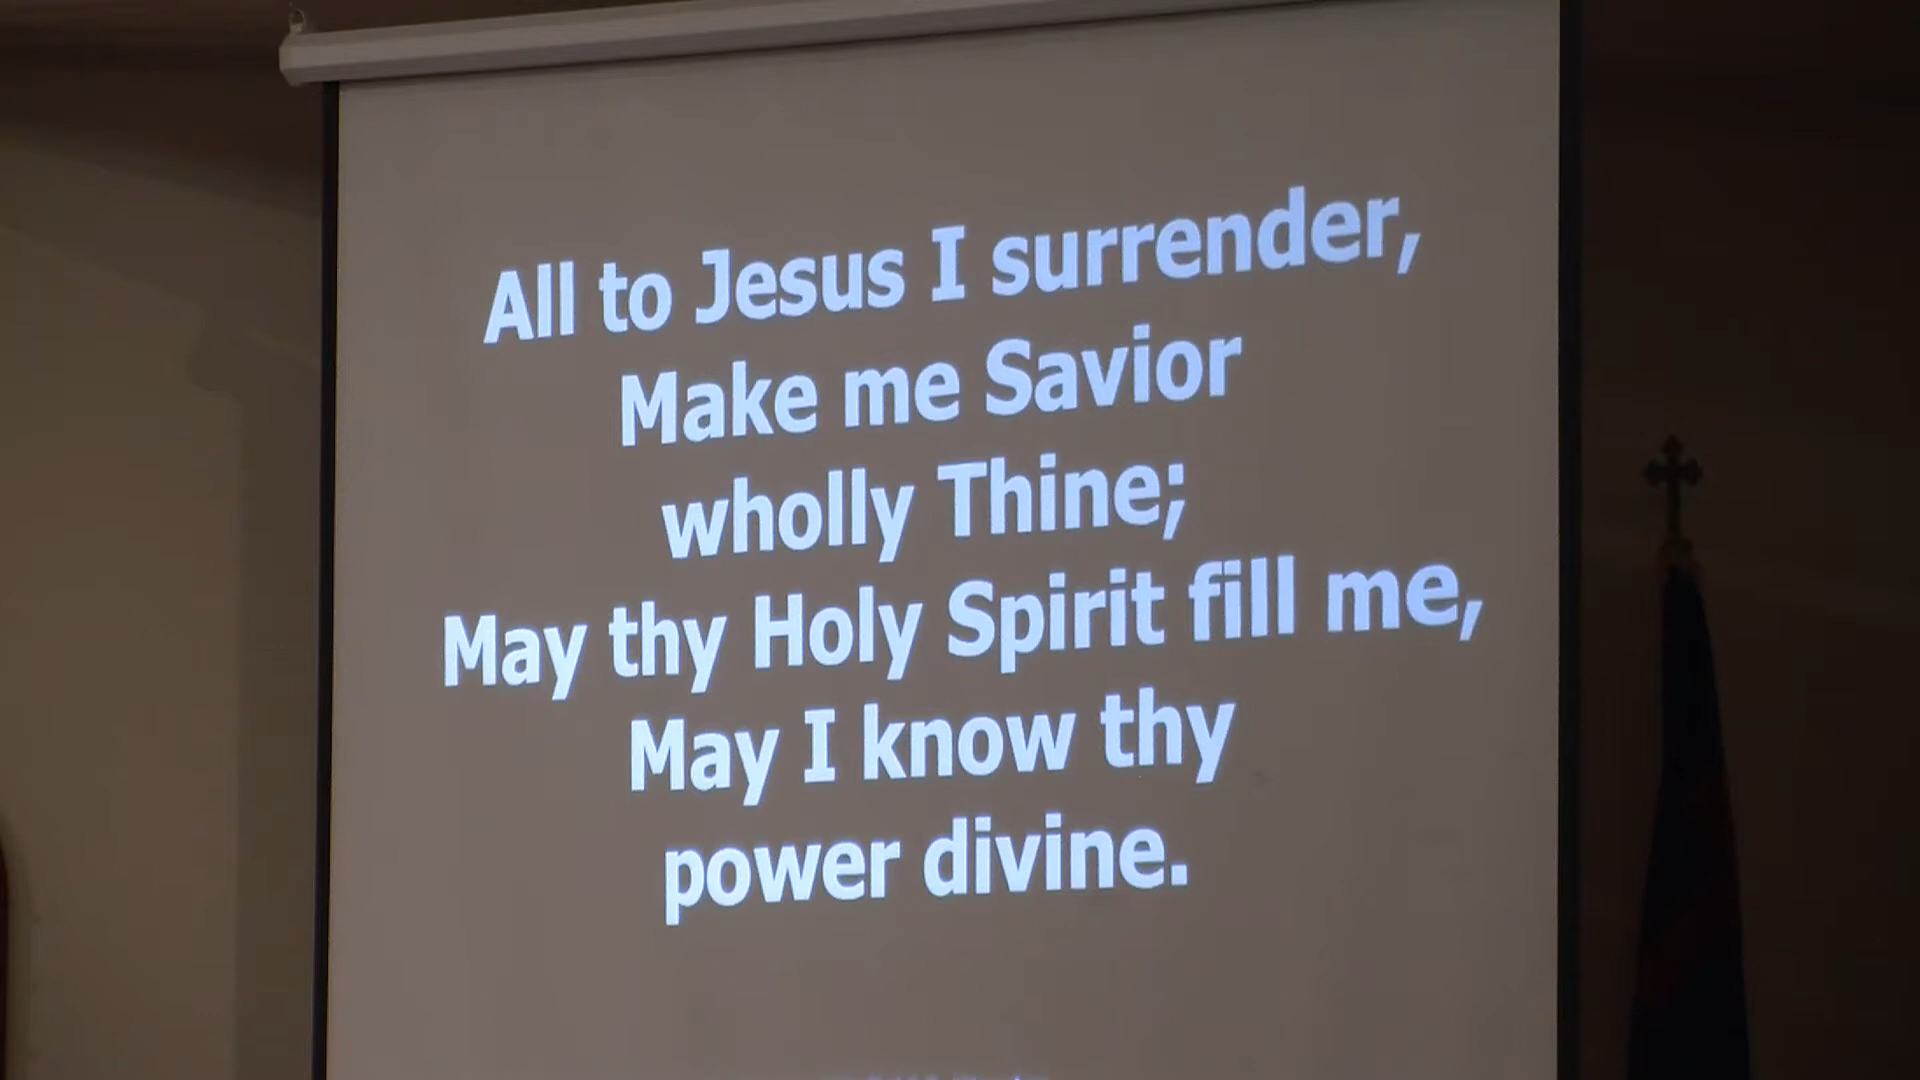 All to Jesus I surrender,
Make me Savior
wholly Thine;
May thy Holy Spirit fill me,
May I know thy
power divine.